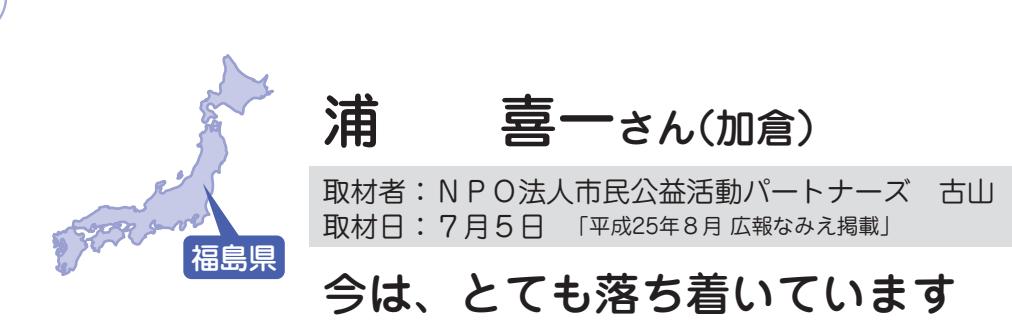 浦　　喜一さん(加倉)
取材者：ＮＰＯ法人市民公益活動パートナーズ　古山
取材日：７月５日　「平成25年８月 広報なみえ掲載」
福島県
今は、とても落ち着いています